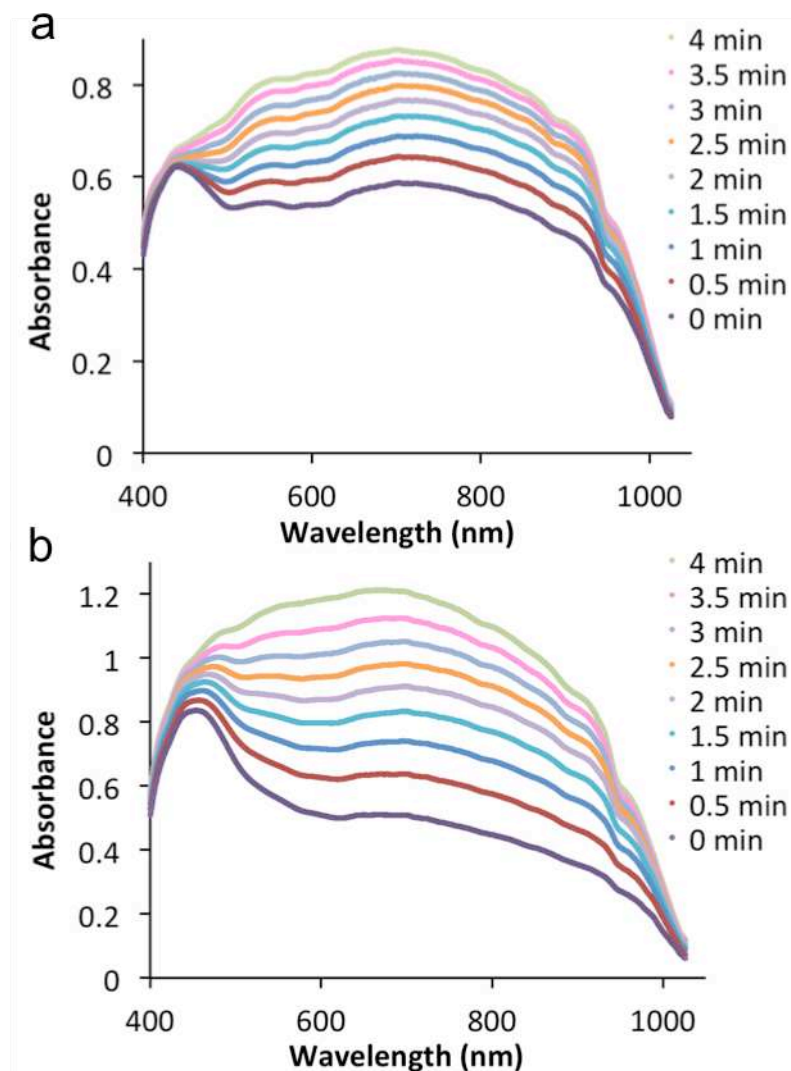 a
Absorbance
0.8
0.6
0.4
0.2
0
400
600
800
1000
Wavelength (nm)
4 min
3.5 min
3 min
2.5 min
2 min
1.5 min
1 min
0.5 min
0 min
b
Absorbance
1.2
1
0.8
0.6
0.4
0.2
0
400
600
800
1000
Wavelength (nm)
4 min
3.5 min
3 min
2.5 min
2 min
1.5 min
1 min
0.5 min
0 min